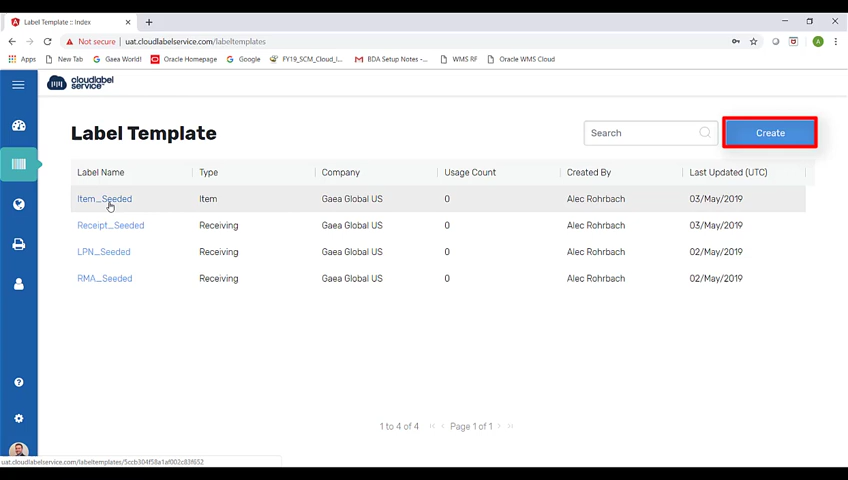 Label Template :: Index
Not secure | uat.cloudlabelservice.com/labeltemplates
Apps New Tab Gaea World! Oracle Homepage Google FY19_SCM_Cloud_I... BDA Setup Notes -... WMS RF Oracle WMS Cloud
cloudlabel
service
Label Template
Search
Create
Label Name Type Company Usage Count Created By Last Updated (UTC)
Item_Seeded Item Gaea Global US 0 Alec Rohrbach 03/May/2019
Receipt_Seeded Receiving Gaea Global US 0 Alec Rohrbach 03/May/2019
LPN_Seeded Receiving Gaea Global US 0 Alec Rohrbach 02/May/2019
RMA_Seeded Receiving Gaea Global US 0 Alec Rohrbach 02/May/2019
1 to 4 of 4 Page 1 of 1
uat.cloudlabelservice.com/labeltemplates/5ccb304f58a1af002c83f652